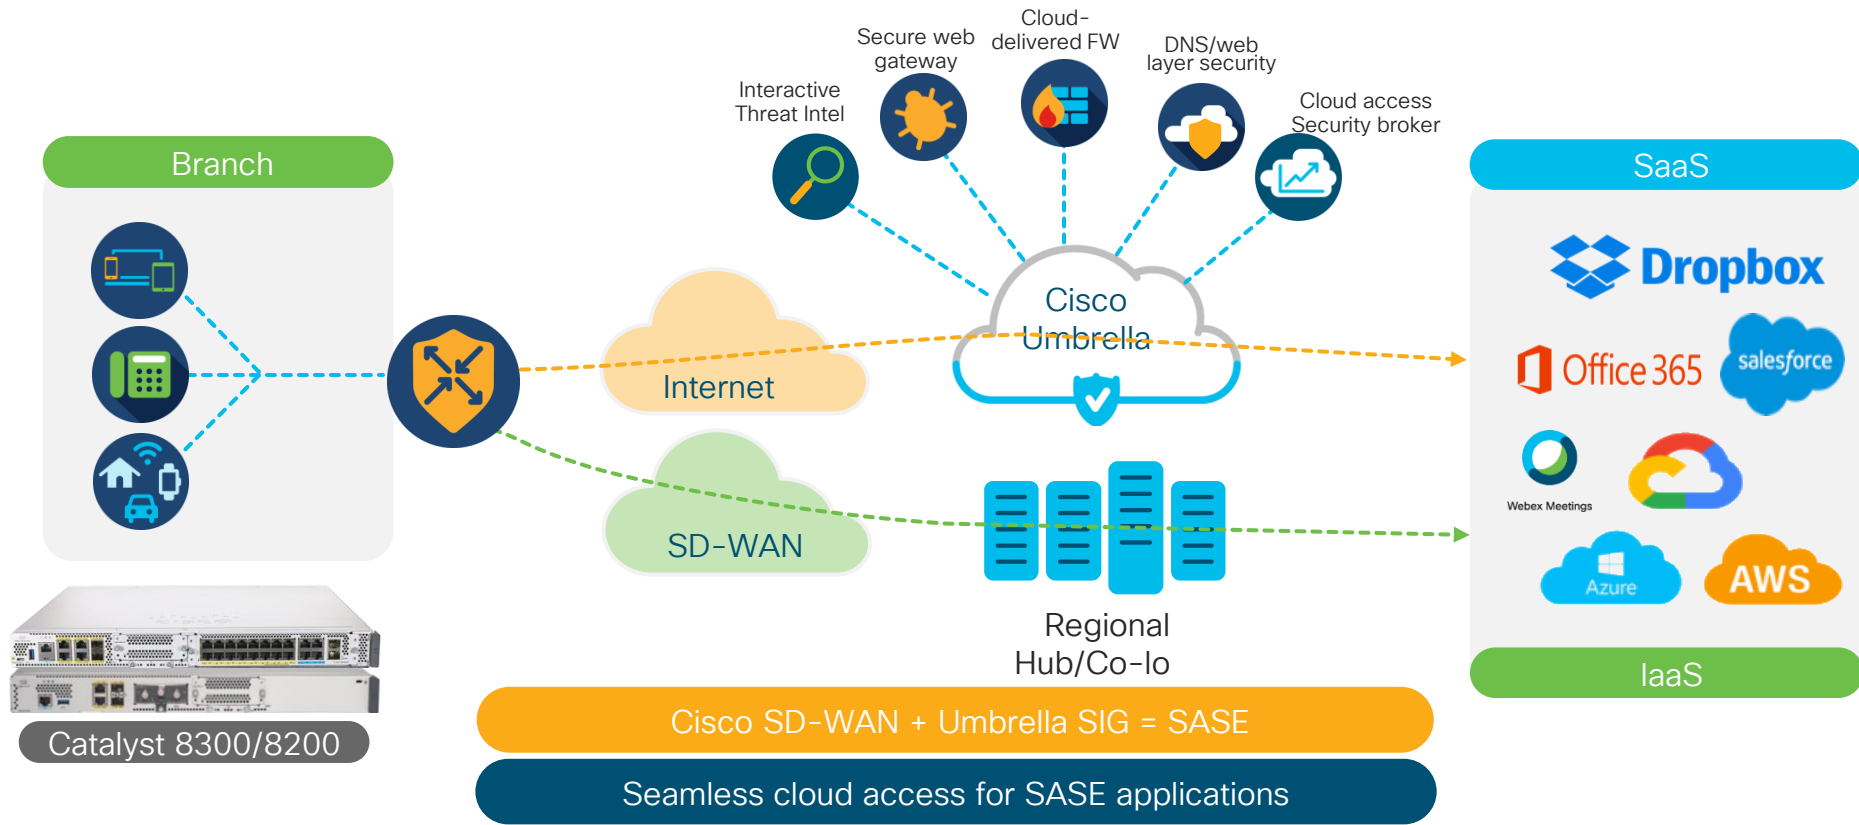 Cloud-
delivered FW
Secure web
gateway
DNS/web
layer security
Interactive
Threat Intel
Cloud access
Security broker
Branch
SaaS
Dropbox
Cisco
Umbrella
Internet
Office 365
salesforce
Webex Meetings
SD-WAN
Azure
AWS
Regional
Hub/Co-lo
IaaS
Catalyst 8300/8200
Cisco SD-WAN + Umbrella SIG = SASE
Seamless cloud access for SASE applications